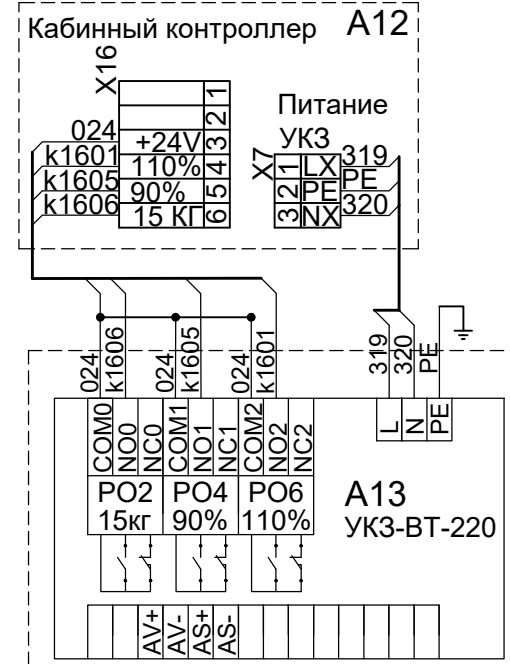 Кабинный контроллер A12
X16
1
2
024 +24V 3
k1601 110% 4
k1605 90% 5
k1606 15 КГ 6
Питание
УКЗ
X7
1 LX 319
2 PE PE
3 NX 320
024 k1606 024 k1605 024 k1601 319 320 PE
COM0 NO0 NC0 COM1 NO1 NC1 COM2 NO2 NC2 L N PE
PO2 PO4 PO6
15кг 90% 110%
A13
УКЗ-ВТ-220
AV+ AV- AS+ AS-